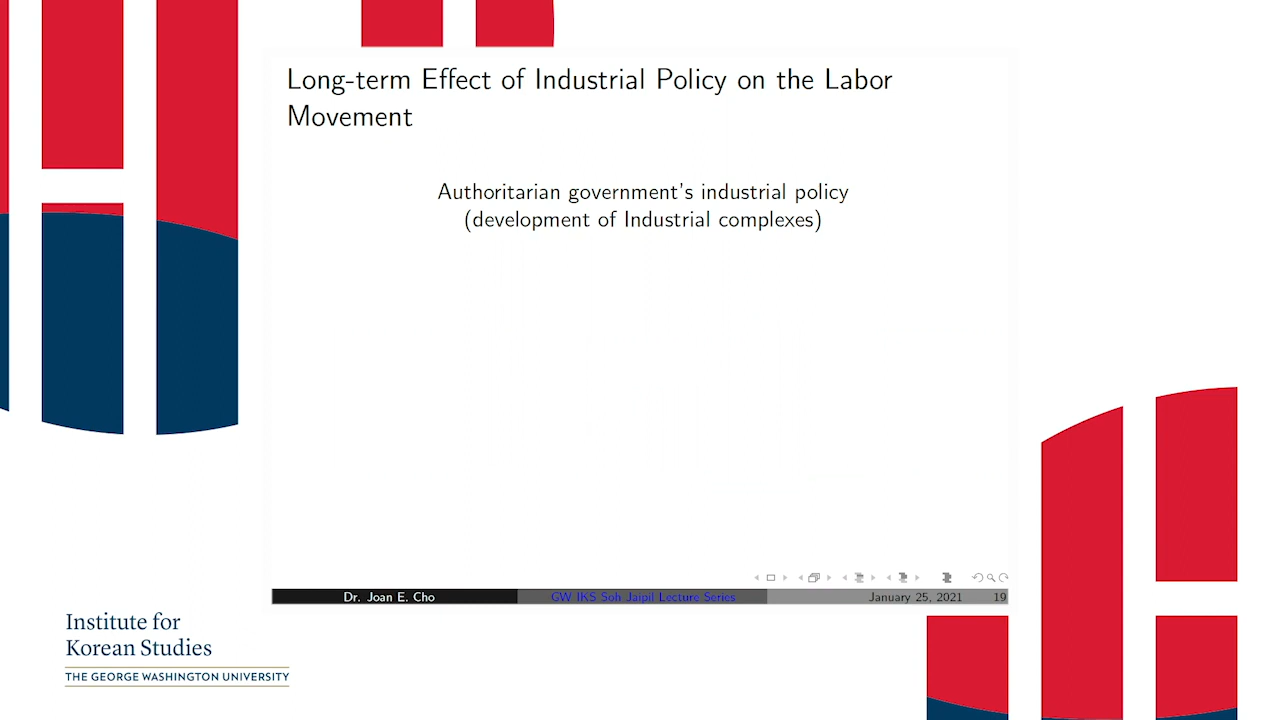 Long-term Effect of Industrial Policy on the Labor
Movement
Authoritarian government's industrial policy
(development of Industrial complexes)
Dr. Joan E. Cho
GW IKS Soh Jaipil Lecture Series
January 25, 2021
19
Institute for
Korean Studies
THE GEORGE WASHINGTON UNIVERSITY